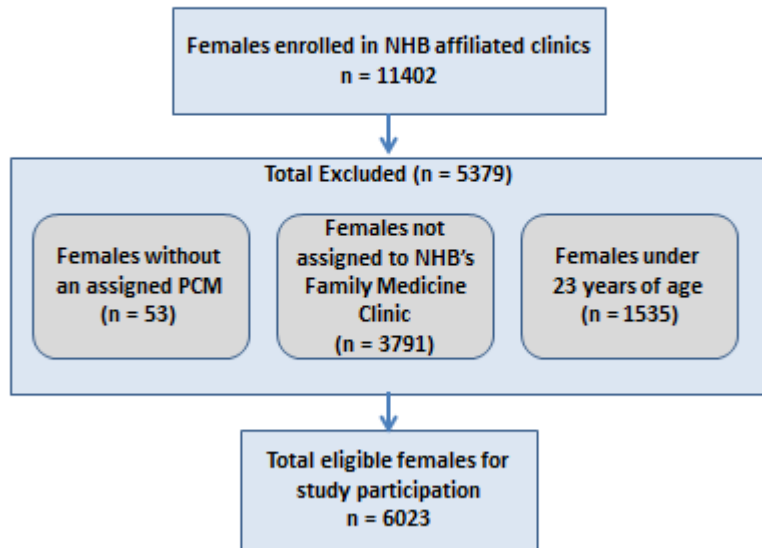 Females enrolled in NHB affiliated clinics
n = 11402
Total Excluded (n = 5379)
Females without
an assigned PCM
(n = 53)
Females not
assigned to NHB's
Family Medicine
Clinic
(n = 3791)
Females under
23 years of age
(n = 1535)
Total eligible females for
study participation
n = 6023